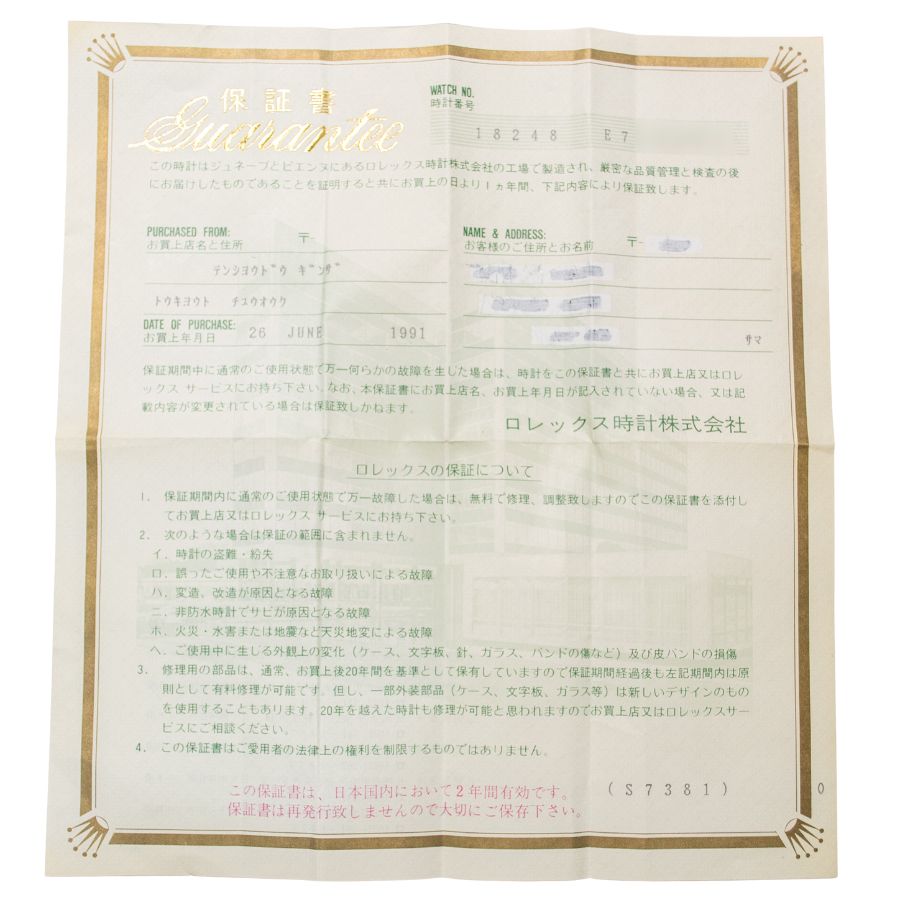 保証書
Guarantee
WATCH NO.
時計番号
18248 E7
この時計はジュネーブとビエンヌにあるロレックス時計株式会社の工場で製造され、厳密な品質管理と検査の後
にお届けしたものであることを証明すると共にお買上の日より1ヵ年間、下記内容により保証致します。
PURCHASED FROM:
お買上店名と住所 〒-
テンシヨウドウ ギンザ
トウキヨウト チユウオウク
DATE OF PURCHASE:
お買上年月日 26 JUNE 1991
NAME & ADDRESS:
お客様のご住所とお名前 〒-
サマ
保証期間中に通常のご使用状態で万一何らかの故障を生じた場合は、時計をこの保証書と共にお買上店又はロレ
ックス サービスにお持ち下さい。なお、本保証書にお買上店名、お買上年月日が記入されていない場合、又は記
載内容が変更されている場合は保証致しかねます。
ロレックス時計株式会社
ロレックスの保証について
1. 保証期間内に通常のご使用状態で万一故障した場合は、無料で修理、調整致しますのでこの保証書を添付し
てお買上店又はロレックス サービスにお持ち下さい。
2. 次のような場合は保証の範囲に含まれません。
イ. 時計の盗難・紛失
ロ. 誤ったご使用や不注意なお取り扱いによる故障
ハ. 変造、改造が原因となる故障
ニ. 非防水時計でサビが原因となる故障
ホ. 火災・水害または地震など天災地変による故障
ヘ. ご使用中に生じる外観上の変化（ケース、文字板、針、ガラス、バンドの傷など）及び皮バンドの損傷
3. 修理用の部品は、通常、お買上後20年間を基準として保有していますので保証期間経過後も左記期間内は原
則として有料修理が可能です。但し、一部外装部品（ケース、文字板、ガラス等）は新しいデザインのもの
を使用することもあります。20年を越えた時計も修理が可能と思われますのでお買上店又はロレックスサー
ビスにご相談ください。
4. この保証書はご愛用者の法律上の権利を制限するものではありません。
この保証書は、日本国内において2年間有効です。
保証書は再発行致しませんので大切にご保存下さい。
(S7381) 0